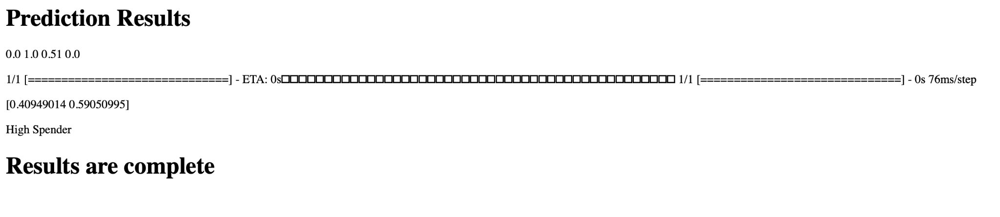 Prediction Results
0.0 1.0 0.51 0.0
1/1 [==============================] - ETA: 0s□□□□□□□□□□□□□□□□□□□□□□□□□□□□□□□□□□□□□□□□□□□□□□ 1/1 [==============================] - 0s 76ms/step
[0.40949014 0.59050995]
High Spender
Results are complete